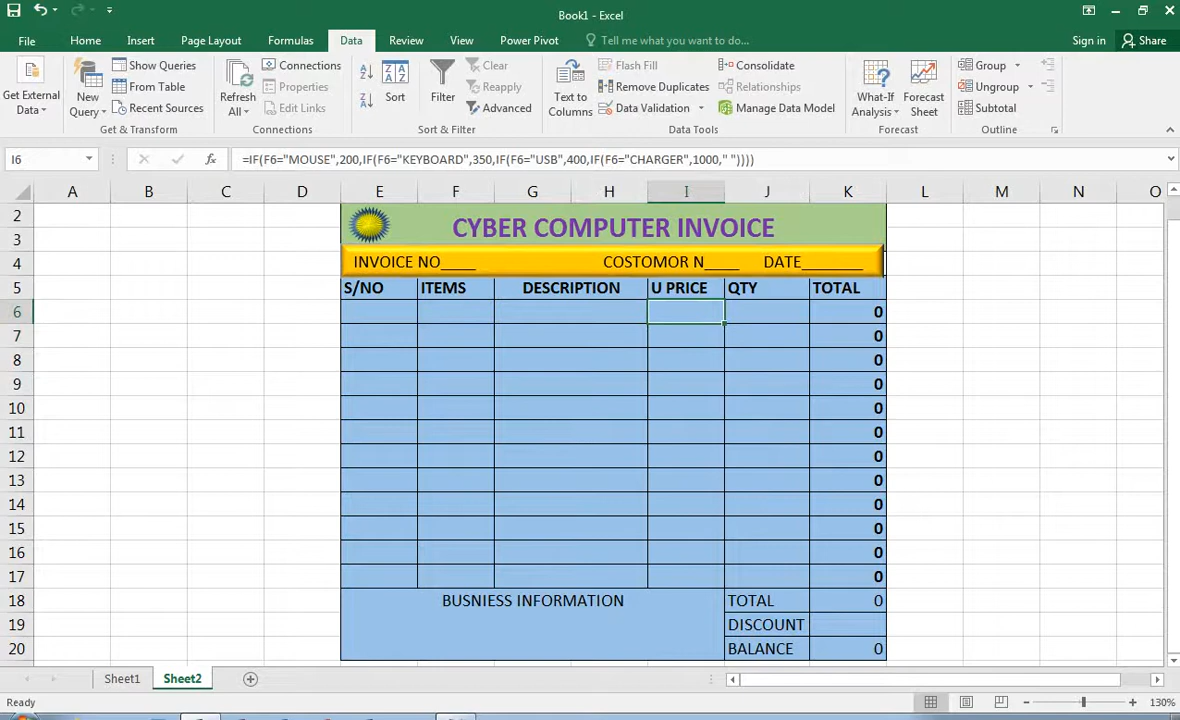 Book1 - Excel
File Home Insert Page Layout Formulas Data Review View Power Pivot Tell me what you want to do... Sign in Share
Get External Data
New Query
Show Queries
From Table
Recent Sources
Get & Transform
Refresh All
Connections
Properties
Edit Links
Connections
Sort
Filter
Clear
Reapply
Advanced
Sort & Filter
Text to Columns
Flash Fill
Remove Duplicates
Data Validation
Consolidate
Relationships
Manage Data Model
Data Tools
What-If Analysis
Forecast Sheet
Forecast
Group
Ungroup
Subtotal
Outline
I6 fx =IF(F6="MOUSE",200,IF(F6="KEYBOARD",350,IF(F6="USB",400,IF(F6="CHARGER",1000," "))))
A B C D E F G H I J K L M N O
2
CYBER COMPUTER INVOICE
3
4 INVOICE NO____ COSTOMOR N____ DATE_______
5 S/NO ITEMS DESCRIPTION U PRICE QTY TOTAL
6 0
7 0
8 0
9 0
10 0
11 0
12 0
13 0
14 0
15 0
16 0
17 0
18 BUSNIESS INFORMATION TOTAL 0
19 DISCOUNT
20 BALANCE 0
Sheet1 Sheet2
Ready 130%